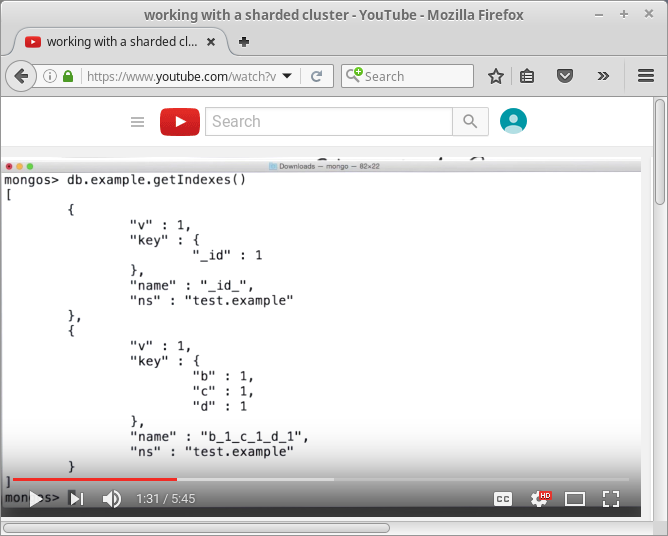 working with a sharded cluster - YouTube - Mozilla Firefox
working with a sharded cl...
https://www.youtube.com/watch?v
Search
Search
Downloads — mongo — 82×22
mongos> db.example.getIndexes()
[
{
"v" : 1,
"key" : {
"_id" : 1
},
"name" : "_id_",
"ns" : "test.example"
},
{
"v" : 1,
"key" : {
"b" : 1,
"c" : 1,
"d" : 1
},
"name" : "b_1_c_1_d_1",
"ns" : "test.example"
}
]
mongos>
1:31 / 5:45
CC
HD